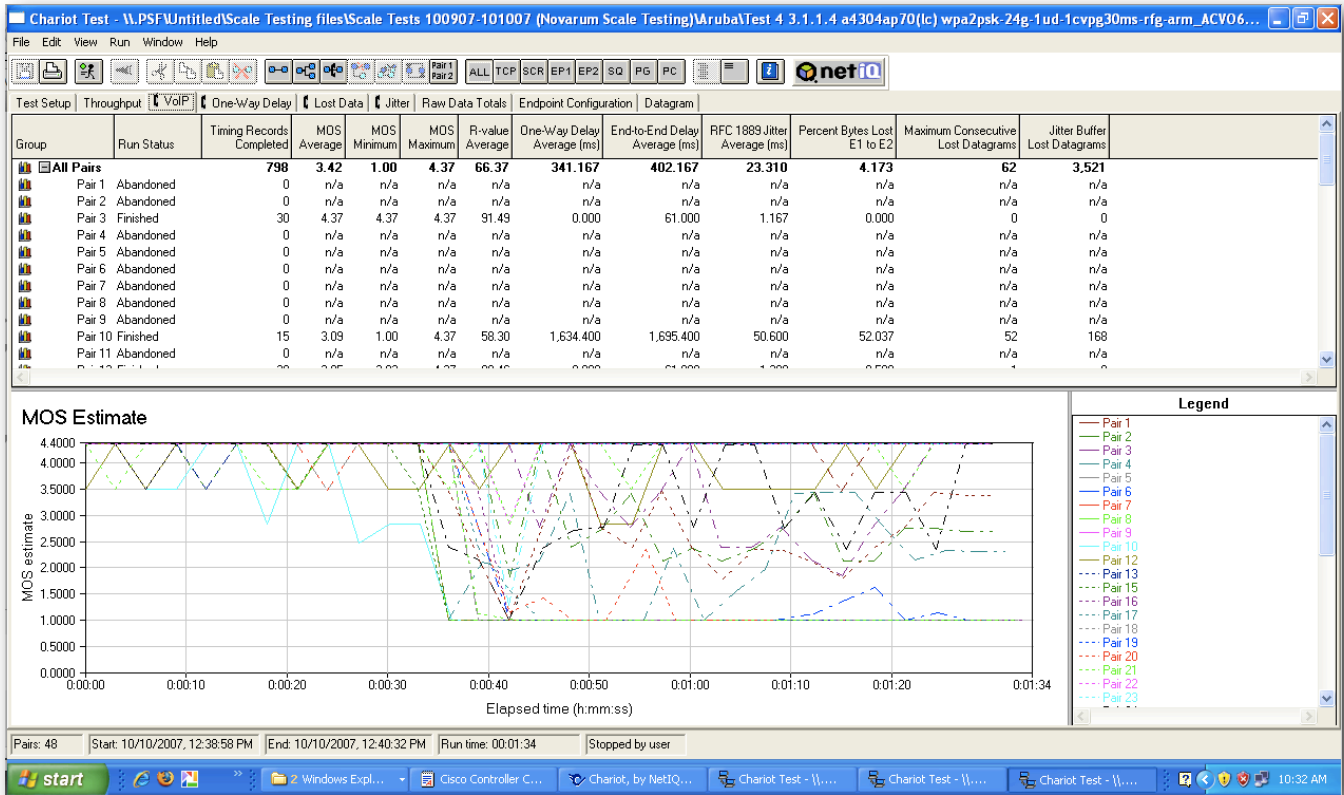 Chariot Test - \\.PSF\Untitled\Scale Testing files\Scale Tests 100907-101007 (Novarum Scale Testing)\Aruba\Test 4 3.1.1.4 a4304ap70(lc) wpa2psk-24g-1ud-1cvpg30ms-rfg-arm_ACVO6...
File Edit View Run Window Help
Pair 1 Pair 2 ALL TCP SCR EP1 EP2 SQ PG PC netiQ
Test Setup Throughput VoIP One-Way Delay Lost Data Jitter Raw Data Totals Endpoint Configuration Datagram
Group Run Status Timing Records Completed MOS Average MOS Minimum MOS Maximum R-value Average One-Way Delay Average (ms) End-to-End Delay Average (ms) RFC 1889 Jitter Average (ms) Percent Bytes Lost E1 to E2 Maximum Consecutive Lost Datagrams Jitter Buffer Lost Datagrams
All Pairs 798 3.42 1.00 4.37 66.37 341.167 402.167 23.310 4.173 62 3,521
Pair 1 Abandoned 0 n/a n/a n/a n/a n/a n/a n/a n/a n/a n/a
Pair 2 Abandoned 0 n/a n/a n/a n/a n/a n/a n/a n/a n/a n/a
Pair 3 Finished 30 4.37 4.37 4.37 91.49 0.000 61.000 1.167 0.000 0 0
Pair 4 Abandoned 0 n/a n/a n/a n/a n/a n/a n/a n/a n/a n/a
Pair 5 Abandoned 0 n/a n/a n/a n/a n/a n/a n/a n/a n/a n/a
Pair 6 Abandoned 0 n/a n/a n/a n/a n/a n/a n/a n/a n/a n/a
Pair 7 Abandoned 0 n/a n/a n/a n/a n/a n/a n/a n/a n/a n/a
Pair 8 Abandoned 0 n/a n/a n/a n/a n/a n/a n/a n/a n/a n/a
Pair 9 Abandoned 0 n/a n/a n/a n/a n/a n/a n/a n/a n/a n/a
Pair 10 Finished 15 3.09 1.00 4.37 58.30 1,634.400 1,695.400 50.600 52.037 52 168
Pair 11 Abandoned 0 n/a n/a n/a n/a n/a n/a n/a n/a n/a n/a
MOS Estimate
MOS estimate
4.4000
4.0000
3.5000
3.0000
2.5000
2.0000
1.5000
1.0000
0.5000
0.0000
0:00:00 0:00:10 0:00:20 0:00:30 0:00:40 0:00:50 0:01:00 0:01:10 0:01:20 0:01:34
Elapsed time (h:mm:ss)
Legend
Pair 1
Pair 2
Pair 3
Pair 4
Pair 5
Pair 6
Pair 7
Pair 8
Pair 9
Pair 10
Pair 12
Pair 13
Pair 15
Pair 16
Pair 17
Pair 18
Pair 19
Pair 20
Pair 21
Pair 22
Pair 23
Pairs: 48 Start: 10/10/2007, 12:38:58 PM End: 10/10/2007, 12:40:32 PM Run time: 00:01:34 Stopped by user
start 2 Windows Expl... Cisco Controller C... Chariot, by NetIQ... Chariot Test - \\.... Chariot Test - \\.... Chariot Test - \\.... 10:32 AM